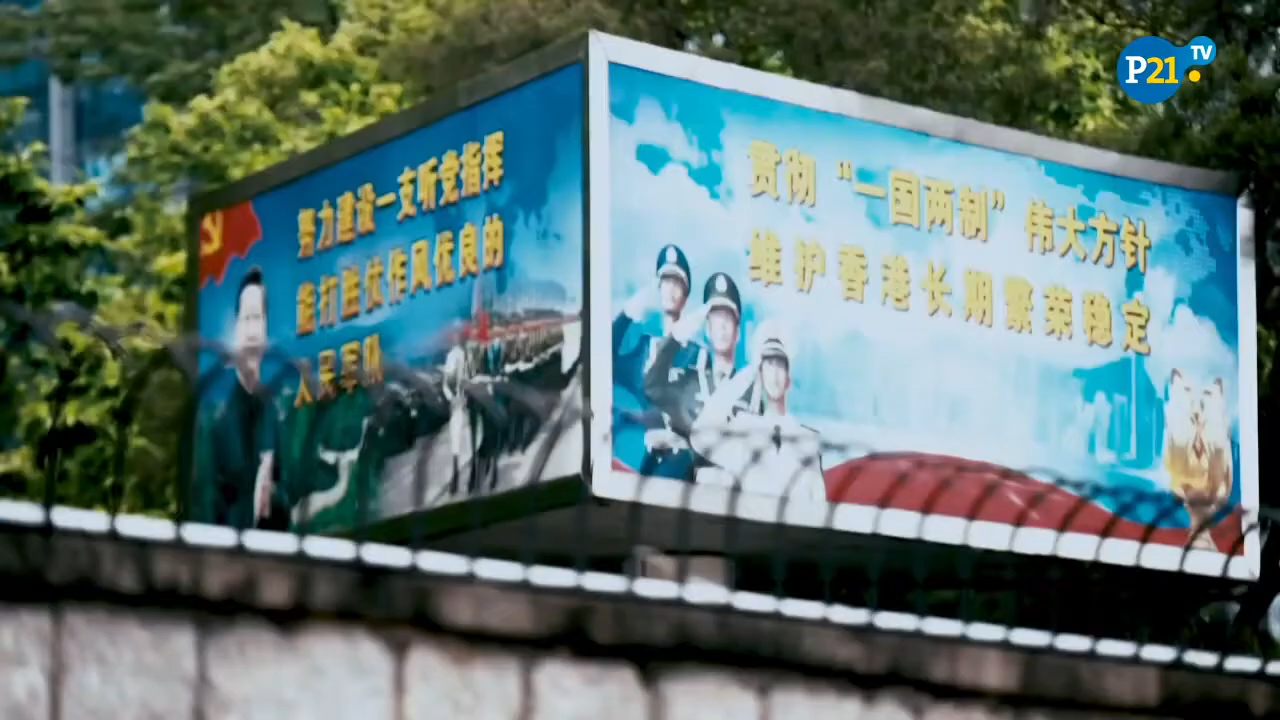 努力建设一支听党指挥
能打胜仗作风优良的
人民军队
贯彻“一国两制”伟大方针
维护香港长期繁荣稳定
P21
TV